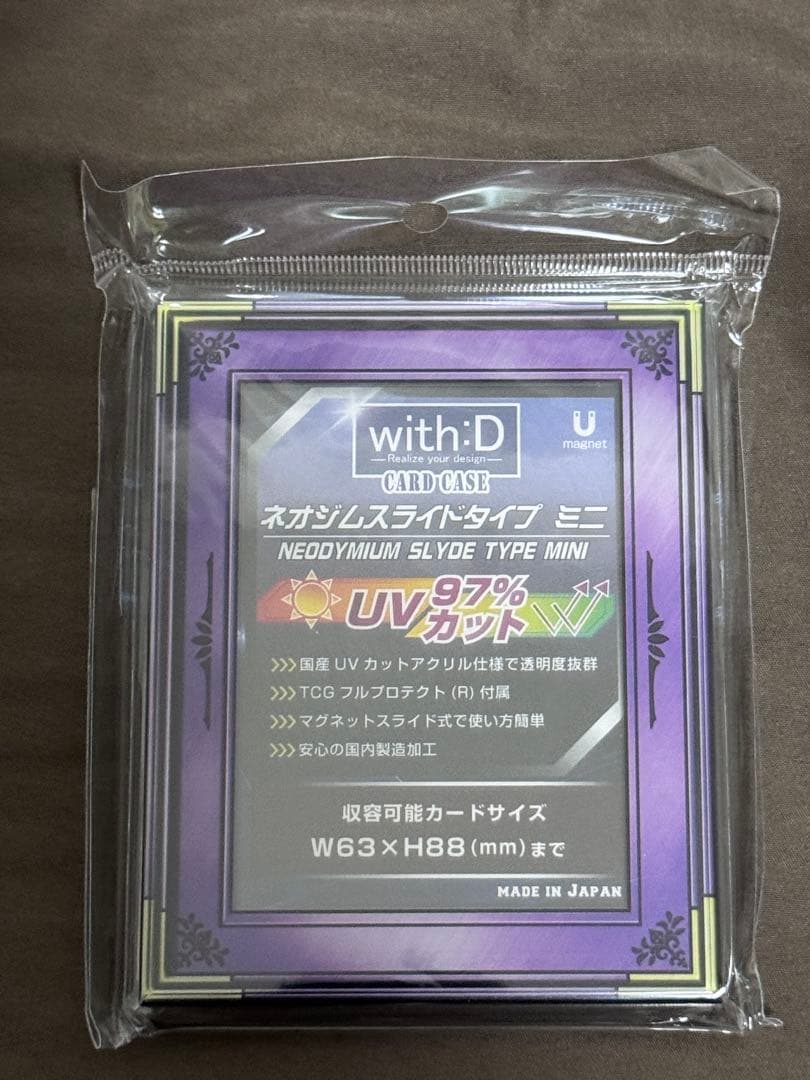 with:D
Realize your design
CARD CASE
U
magnet
ネオジムスライドタイプ ミニ
NEODYMIUM SLYDE TYPE MINI
UV 97%カット
>>>国産UVカットアクリル仕様で透明度抜群
>>>TCGフルプロテクト(R)付属
>>>マグネットスライド式で使い方簡単
>>>安心の国内製造加工
収容可能カードサイズ
W63×H88(mm)まで
MADE IN JAPAN